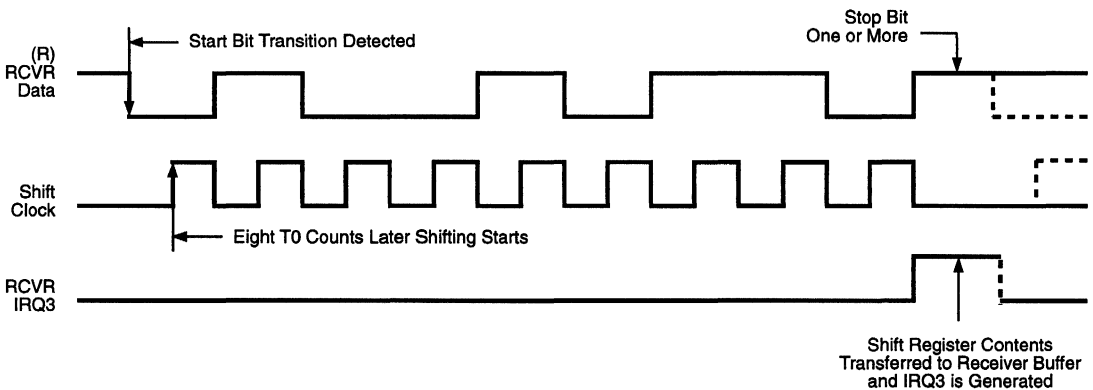 Start Bit Transition Detected
Stop Bit
One or More
(R)
RCVR
Data
Shift
Clock
Eight T0 Counts Later Shifting Starts
RCVR
IRQ3
Shift Register Contents
Transferred to Receiver Buffer
and IRQ3 is Generated